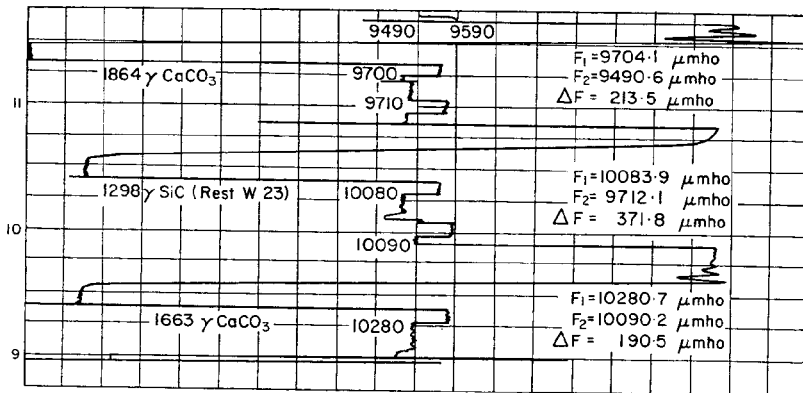 9490 9590
F₁=9704·1 µmho
1864 γ CaCO₃ 9700 F₂=9490·6 µmho
11 9710 ΔF = 213·5 µmho
1298 γ SiC (Rest W 23) 10080 F₁=10083·9 µmho
F₂ = 9712·1 µmho
10 10090 ΔF = 371·8 µmho
F₁=10280·7 µmho
1663 γ CaCO₃ 10280 F₂=10090·2 µmho
9 ΔF = 190·5 µmho